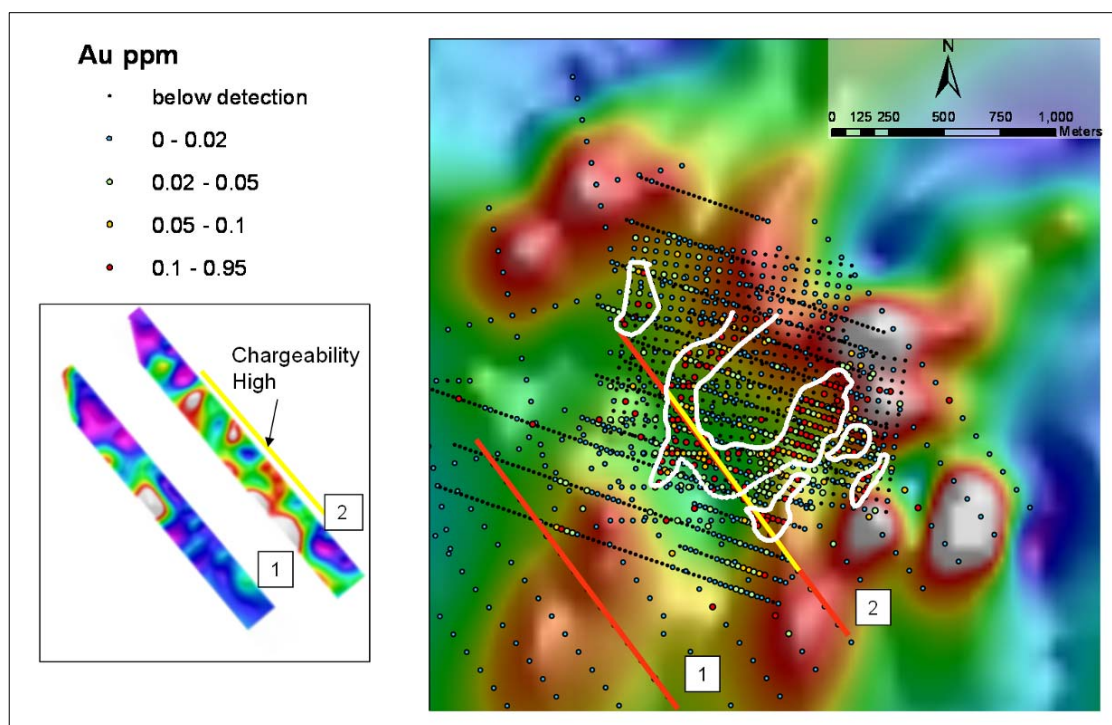 Au ppm
below detection
0 - 0.02
0.02 - 0.05
0.05 - 0.1
0.1 - 0.95
Chargeability
High
2
1
N
0 125 250 500 750 1,000
Meters
2
1